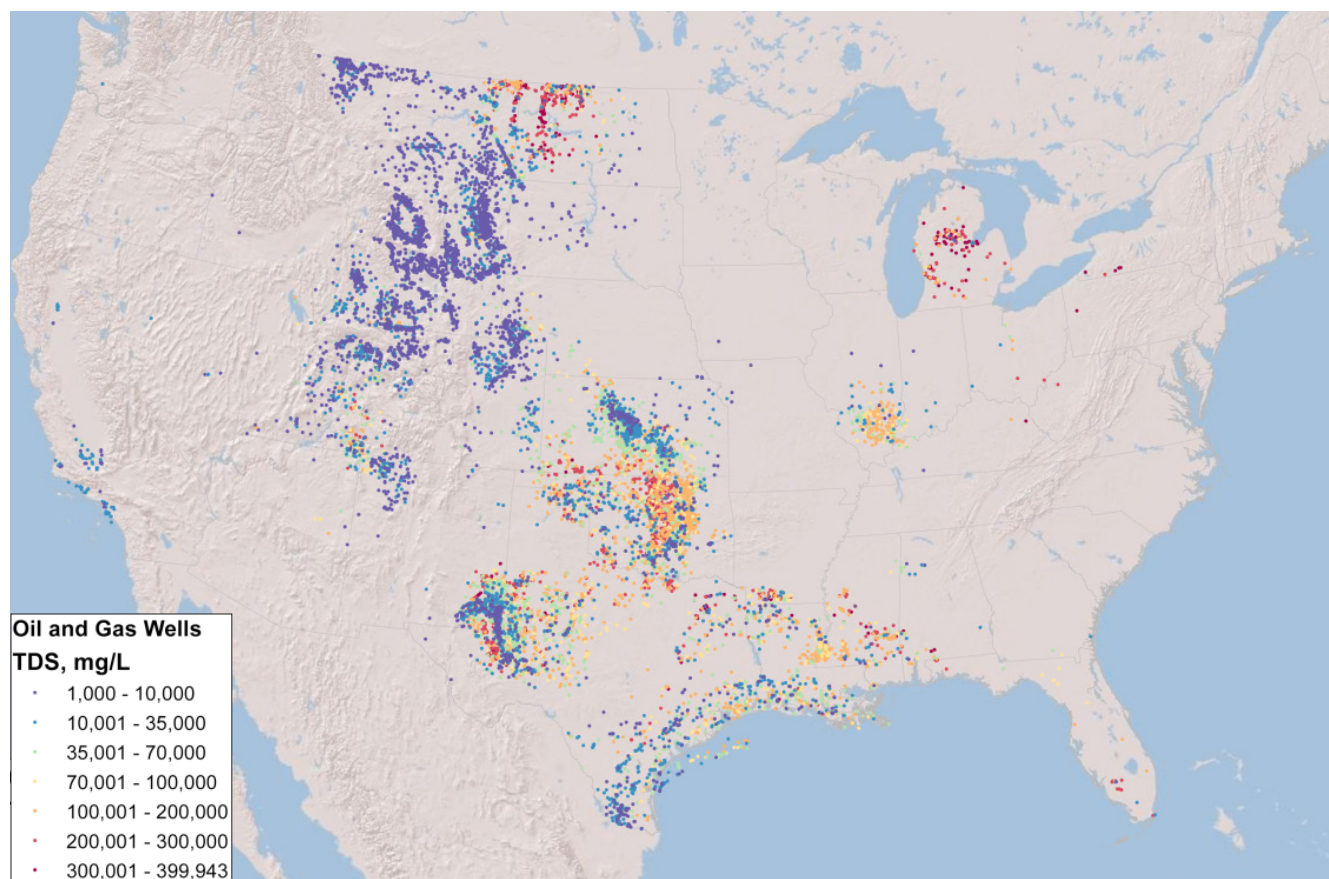 Oil and Gas Wells
TDS, mg/L
1,000 - 10,000
10,001 - 35,000
35,001 - 70,000
70,001 - 100,000
100,001 - 200,000
200,001 - 300,000
300,001 - 399,943